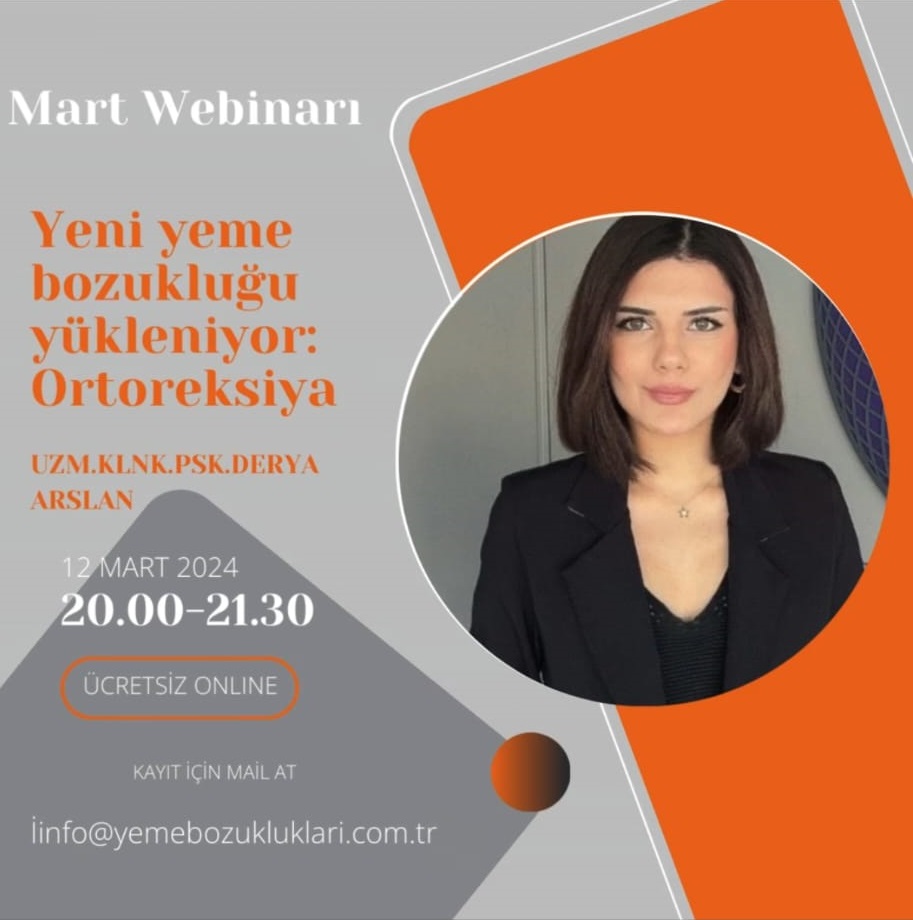 Mart Webinarı
Yeni yeme
bozukluğu
yükleniyor:
Ortoreksiya
UZM.KLNK.PSK.DERYA
ARSLAN
12 MART 2024
20.00-21.30
ÜCRETSİZ ONLINE
KAYIT İÇİN MAİL AT
İinfo@yemebozukluklari.com.tr